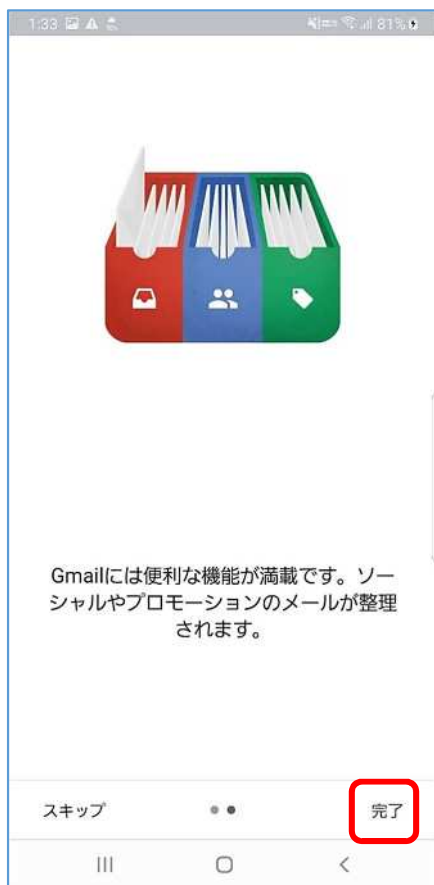 1:33 81%
Gmailには便利な機能が満載です。ソー
シャルやプロモーションのメールが整理
されます。
スキップ 完了